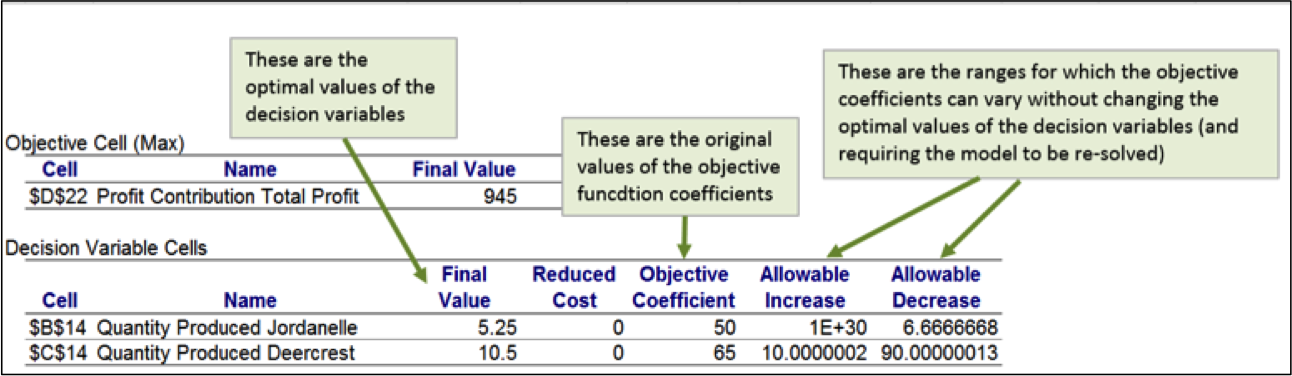 These are the
optimal values of the
decision variables
These are the ranges for which the objective
coefficients can vary without changing the
optimal values of the decision variables (and
requiring the model to be re-solved)
These are the original
values of the objective
funcdtion coefficients
Objective Cell (Max)
Cell Name Final Value
$D$22 Profit Contribution Total Profit 945
Decision Variable Cells
Final Reduced Objective Allowable Allowable
Cell Name Value Cost Coefficient Increase Decrease
$B$14 Quantity Produced Jordanelle 5.25 0 50 1E+30 6.6666668
$C$14 Quantity Produced Deercrest 10.5 0 65 10.0000002 90.00000013